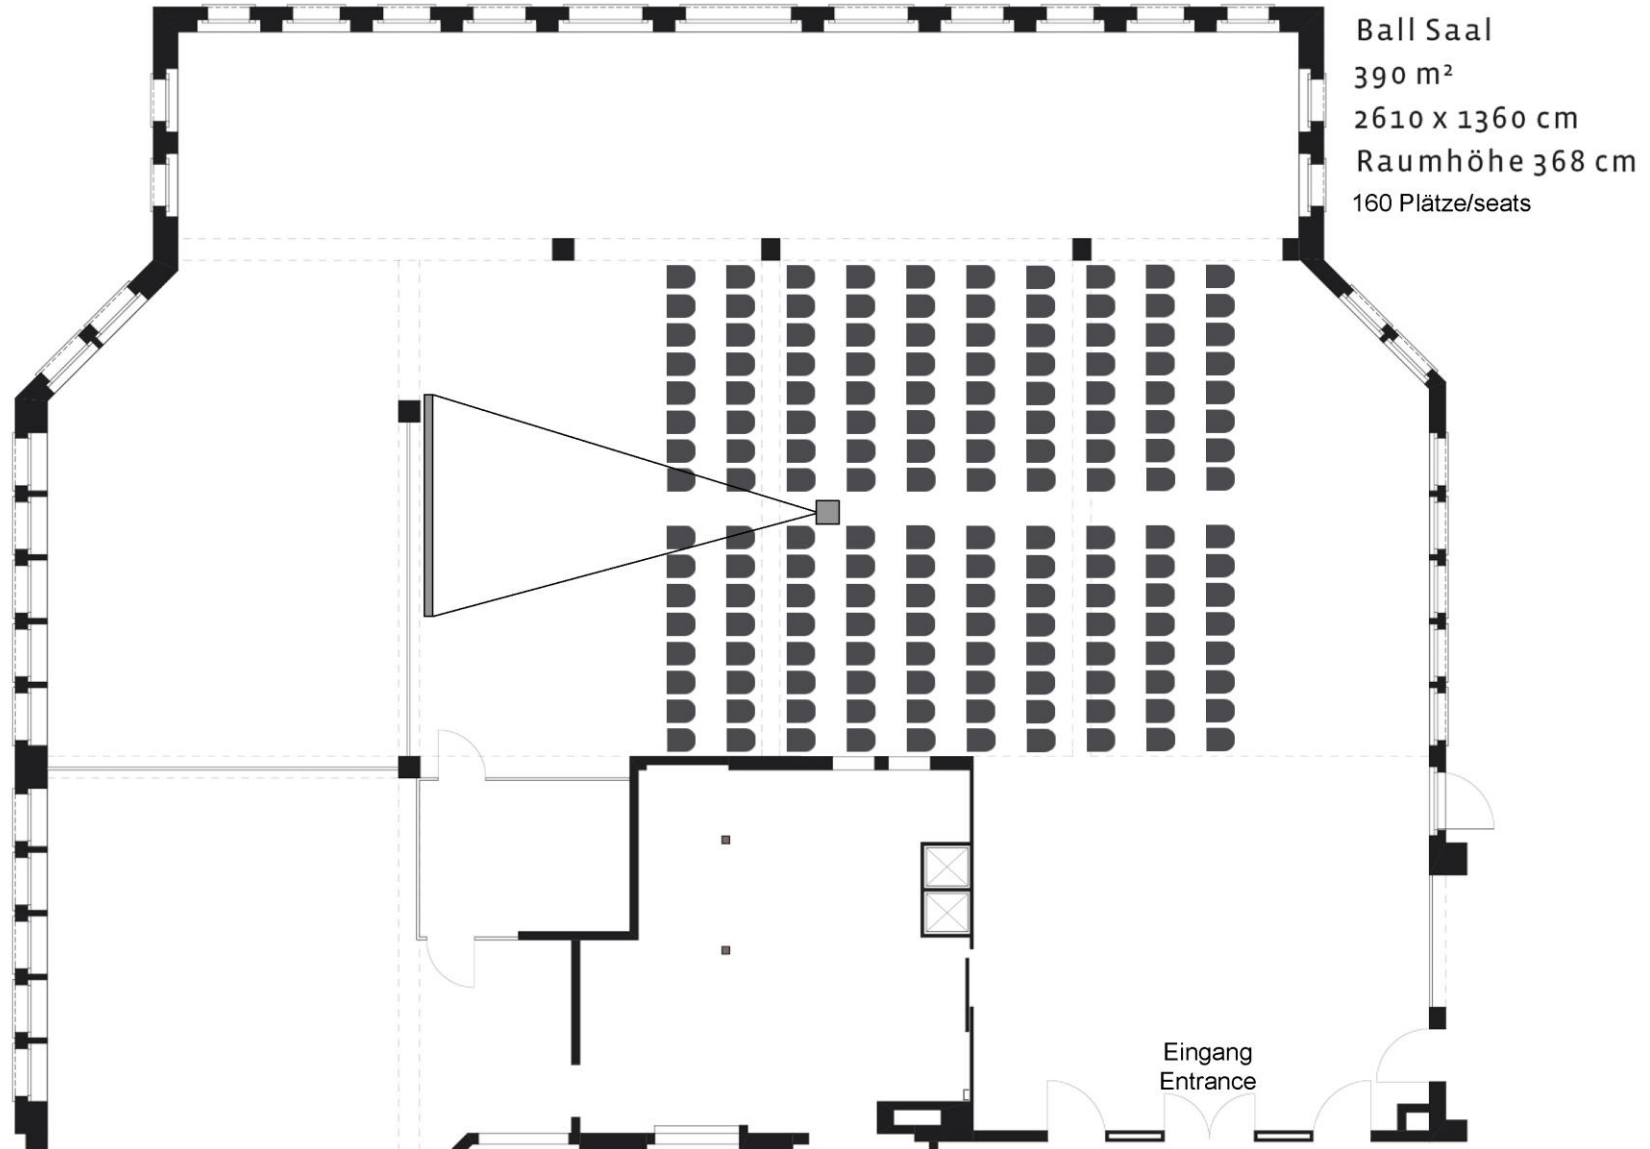 Ball Saal
390 m²
2610 x 1360 cm
Raumhöhe 368 cm
160 Plätze/seats
Eingang
Entrance